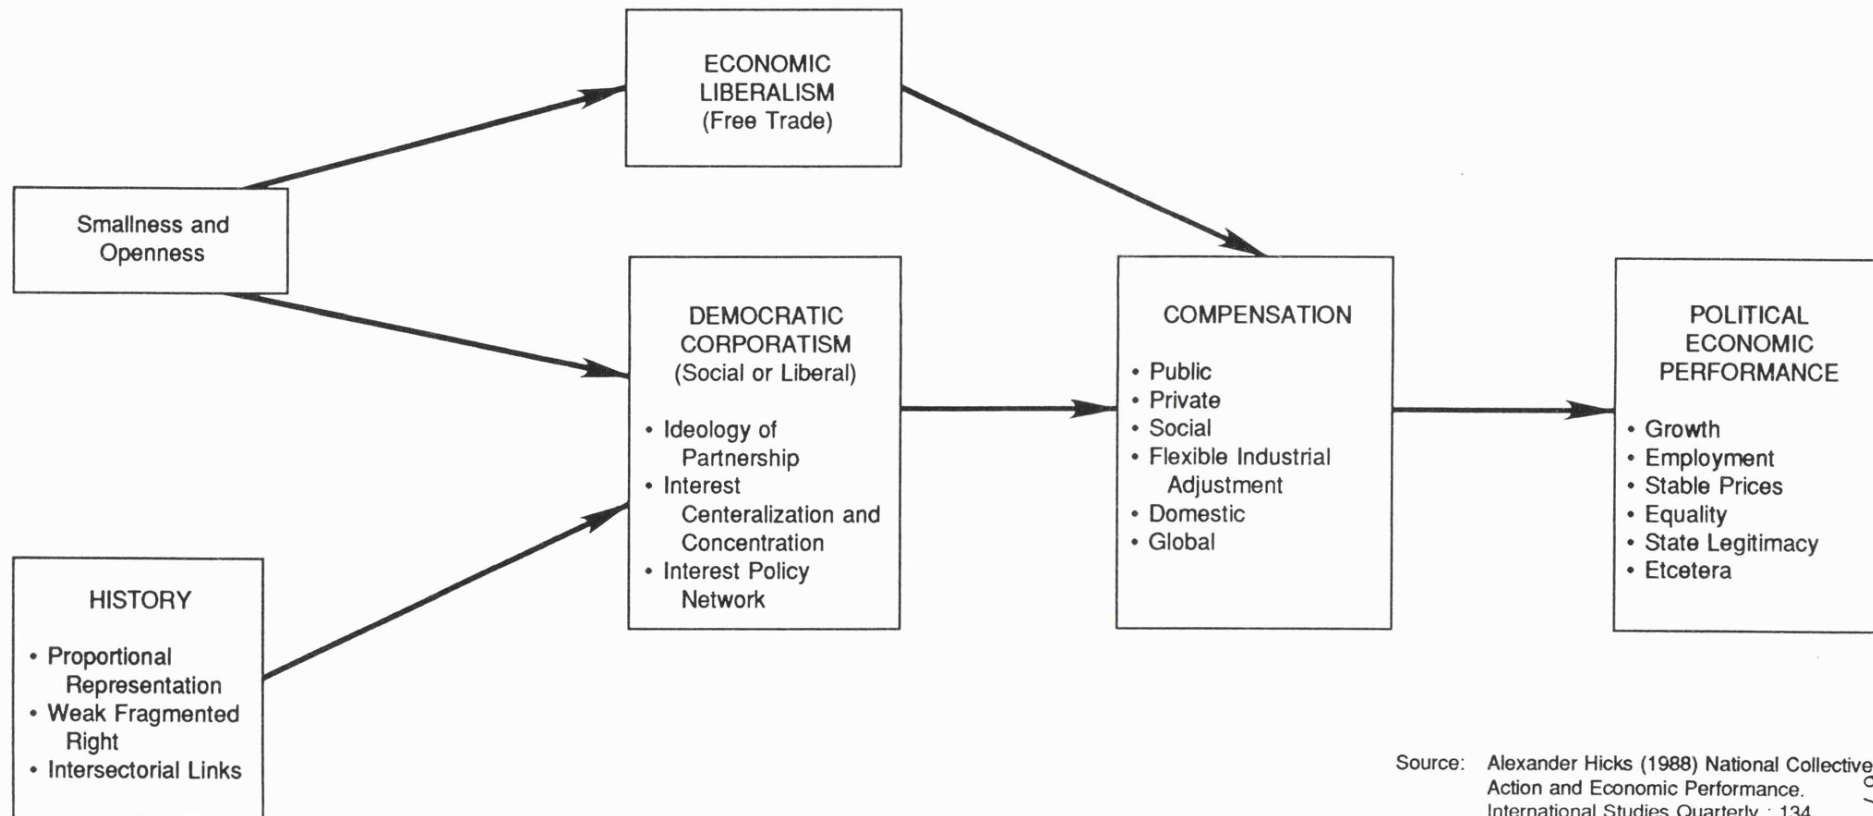 ECONOMIC
LIBERALISM
(Free Trade)
Smallness and
Openness
DEMOCRATIC
CORPORATISM
(Social or Liberal)
• Ideology of
Partnership
• Interest
Centeralization and
Concentration
• Interest Policy
Network
COMPENSATION
• Public
• Private
• Social
• Flexible Industrial
Adjustment
• Domestic
• Global
POLITICAL
ECONOMIC
PERFORMANCE
• Growth
• Employment
• Stable Prices
• Equality
• State Legitimacy
• Etcetera
HISTORY
• Proportional
Representation
• Weak Fragmented
Right
• Intersectorial Links
Source: Alexander Hicks (1988) National Collective
Action and Economic Performance.
International Studies Quarterly : 134